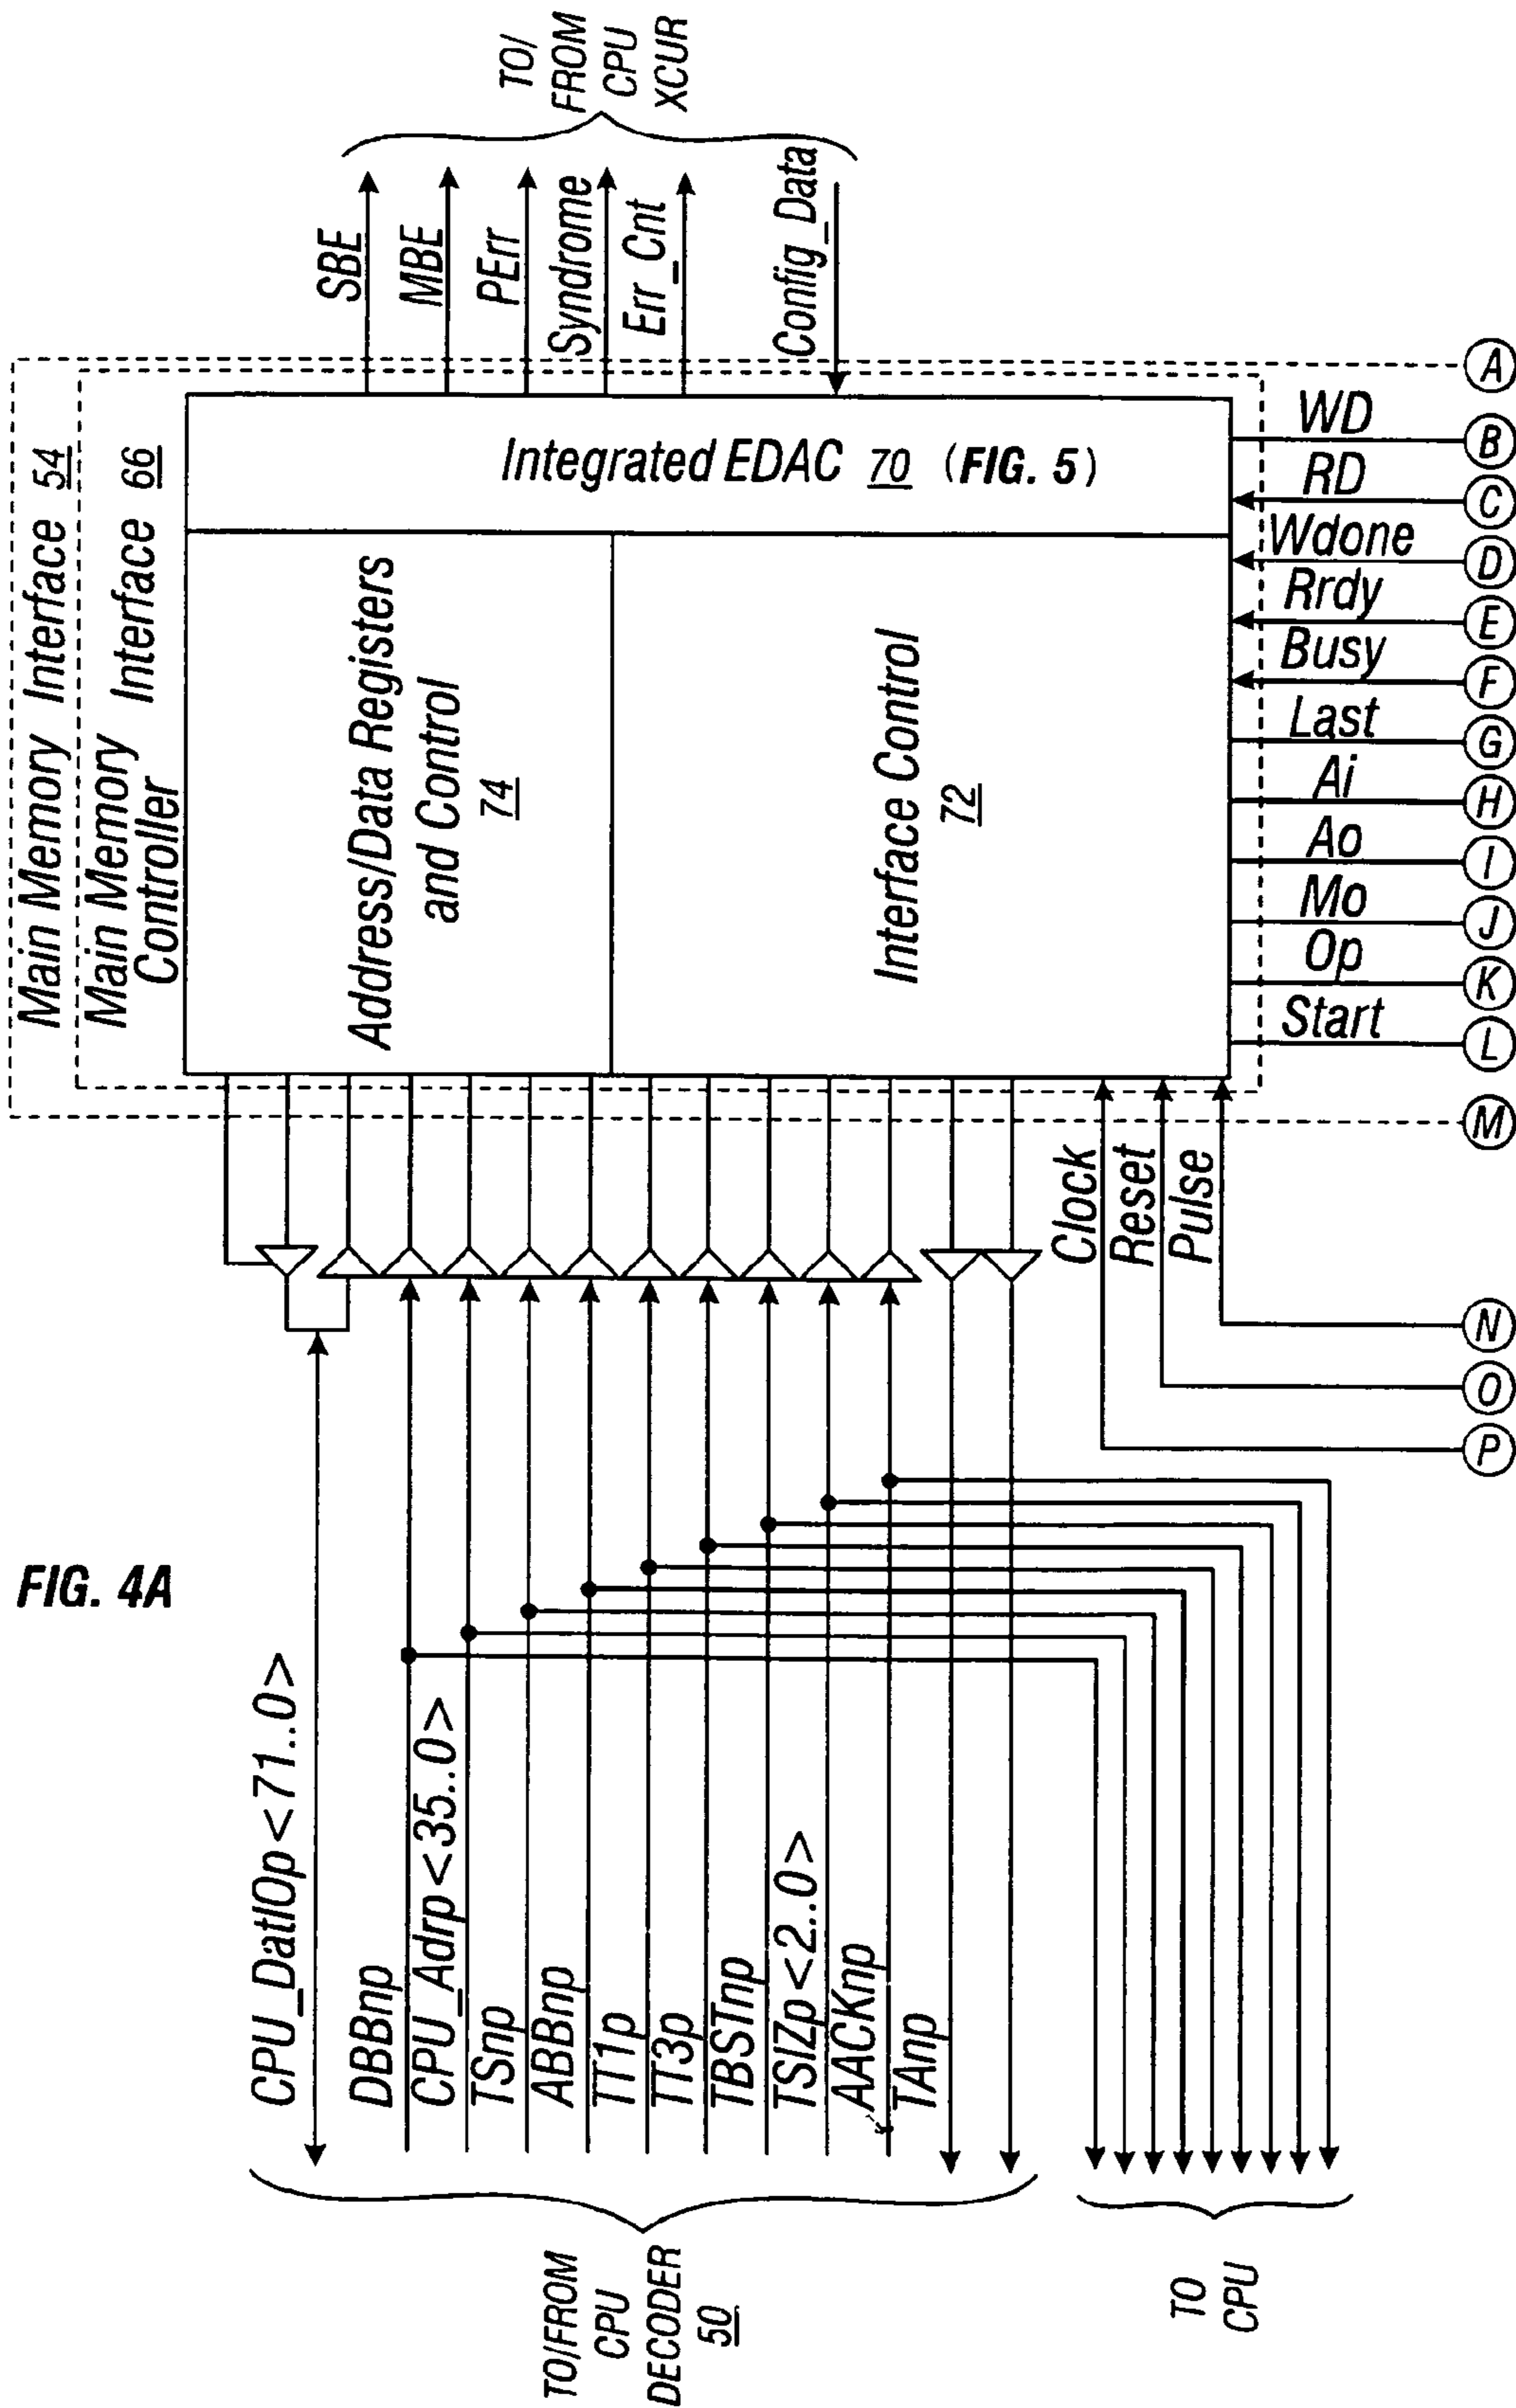 FIG. 4A
Main Memory Interface 54
Main Memory Interface 66
Controller
Address/Data Registers
and Control
74
Integrated EDAC 70 (FIG. 5)
Interface Control
72
SBE
MBE
PErr
Syndrome
Err_Cnt
Config_Data
TO/
FROM
CPU
XCUR
CPU_DatIOp<71..0>
DBBnp
CPU_Adrp<35..0>
TSnp
ABBnp
TT1p
TT3p
TBSTnp
TSIZp<2..0>
AACKnp
TAnp
TO/FROM
CPU
DECODER
50
TO
CPU
Clock
Reset
Pulse
WD
RD
Wdone
Rrdy
Busy
Last
Ai
Ao
Mo
Op
Start
A
B
C
D
E
F
G
H
I
J
K
L
M
N
O
P